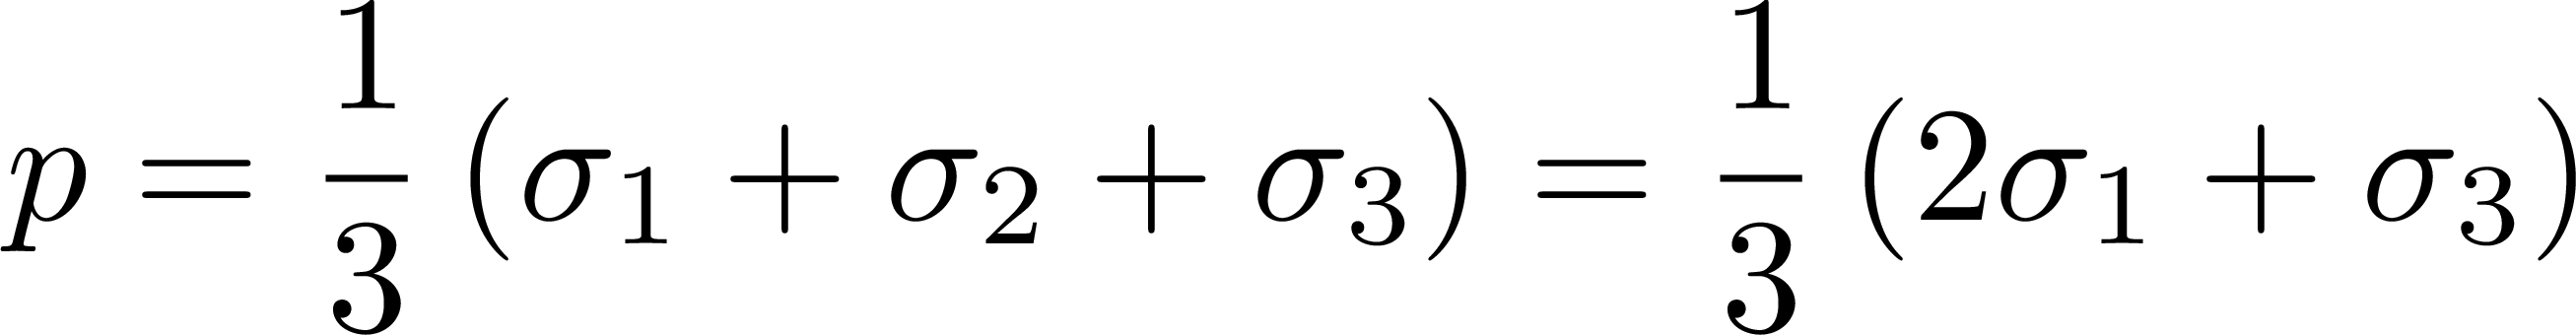 p = 1/3 (σ₁ + σ₂ + σ₃) = 1/3 (2σ₁ + σ₃)